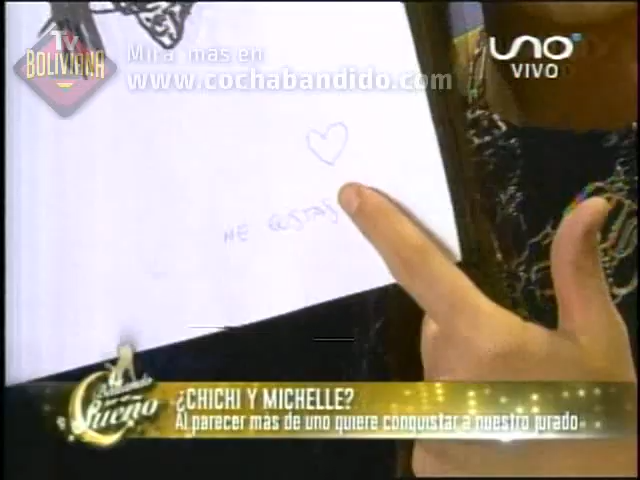 TV
BOLIVIANA
Mira más en
www.cochabandido.com
UNO
VIVO
ME GUSTAS
Bailando
Sueño
¿CHICHI Y MICHELLE?
Al parecer más de uno quiere conquistar a nuestro jurado